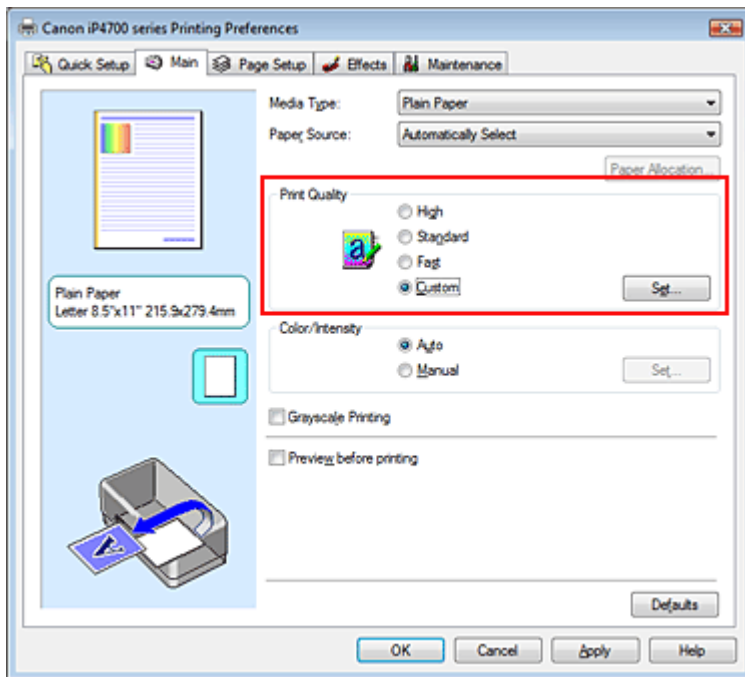 Canon iP4700 series Printing Preferences
Quick Setup Main Page Setup Effects Maintenance
Media Type: Plain Paper
Paper Source: Automatically Select
Paper Allocation...
Print Quality
High
Standard
Fast
Custom Set...
Plain Paper
Letter 8.5"x11" 215.9x279.4mm
Color/Intensity
Auto
Manual Set...
Grayscale Printing
Preview before printing
Defaults
OK Cancel Apply Help